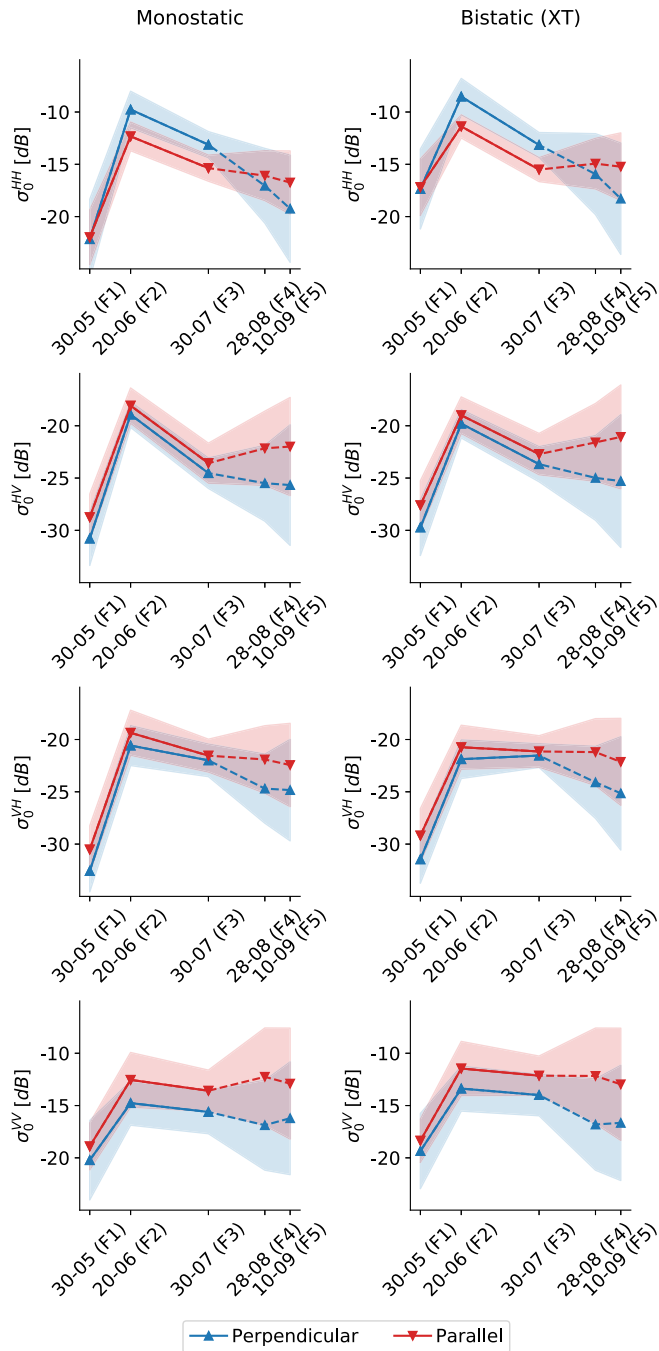 Monostatic
Bistatic (XT)
σ₀ᴴᴴ [dB]
-10
-15
-20
30-05 (F1)
20-06 (F2)
30-07 (F3)
28-08 (F4)
10-09 (F5)
σ₀ᴴᴴ [dB]
-10
-15
-20
30-05 (F1)
20-06 (F2)
30-07 (F3)
28-08 (F4)
10-09 (F5)
σ₀ᴴⱽ [dB]
-20
-25
-30
30-05 (F1)
20-06 (F2)
30-07 (F3)
28-08 (F4)
10-09 (F5)
σ₀ᴴⱽ [dB]
-20
-25
-30
30-05 (F1)
20-06 (F2)
30-07 (F3)
28-08 (F4)
10-09 (F5)
σ₀ⱽᴴ [dB]
-20
-25
-30
30-05 (F1)
20-06 (F2)
30-07 (F3)
28-08 (F4)
10-09 (F5)
σ₀ⱽᴴ [dB]
-20
-25
-30
30-05 (F1)
20-06 (F2)
30-07 (F3)
28-08 (F4)
10-09 (F5)
σ₀ⱽⱽ [dB]
-10
-15
-20
30-05 (F1)
20-06 (F2)
30-07 (F3)
28-08 (F4)
10-09 (F5)
σ₀ⱽⱽ [dB]
-10
-15
-20
30-05 (F1)
20-06 (F2)
30-07 (F3)
28-08 (F4)
10-09 (F5)
Perpendicular
Parallel